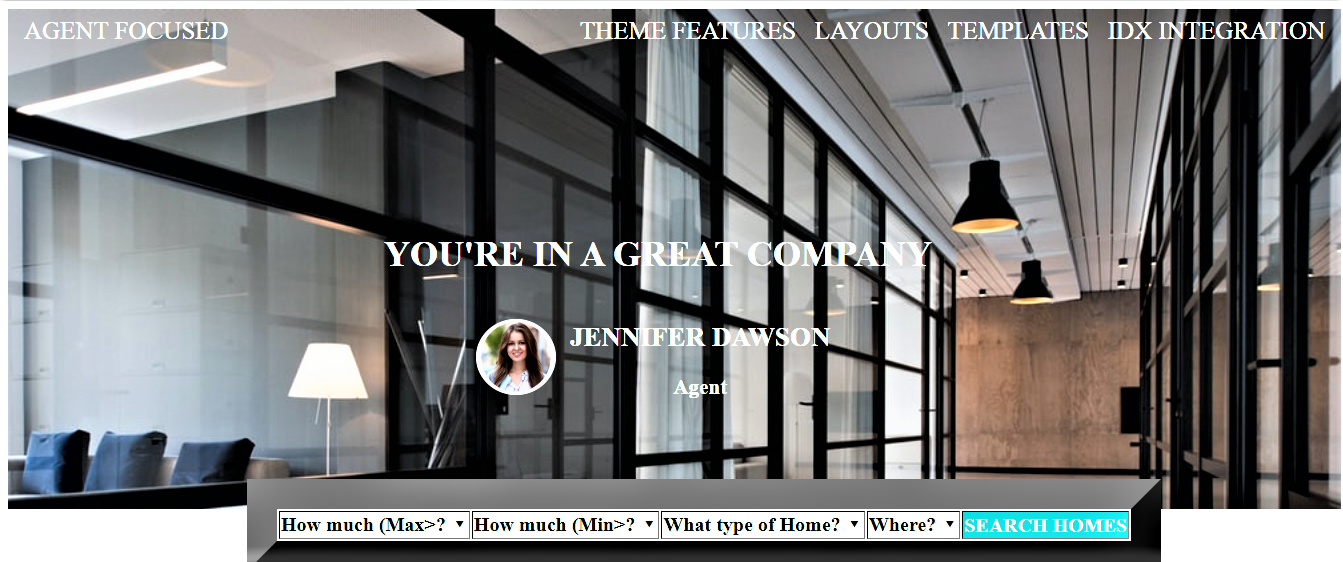 AGENT FOCUSED THEME FEATURES LAYOUTS TEMPLATES IDX INTEGRATION
YOU'RE IN A GREAT COMPANY
JENNIFER DAWSON
Agent
How much (Max>? How much (Min>? What type of Home? Where? SEARCH HOMES